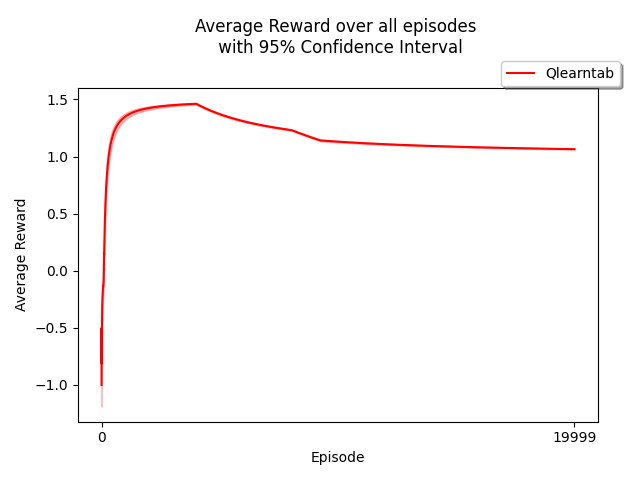 Average Reward over all episodes
with 95% Confidence Interval
Qlearntab
1.5
1.0
0.5
0.0
−0.5
−1.0
Average Reward
0
19999
Episode